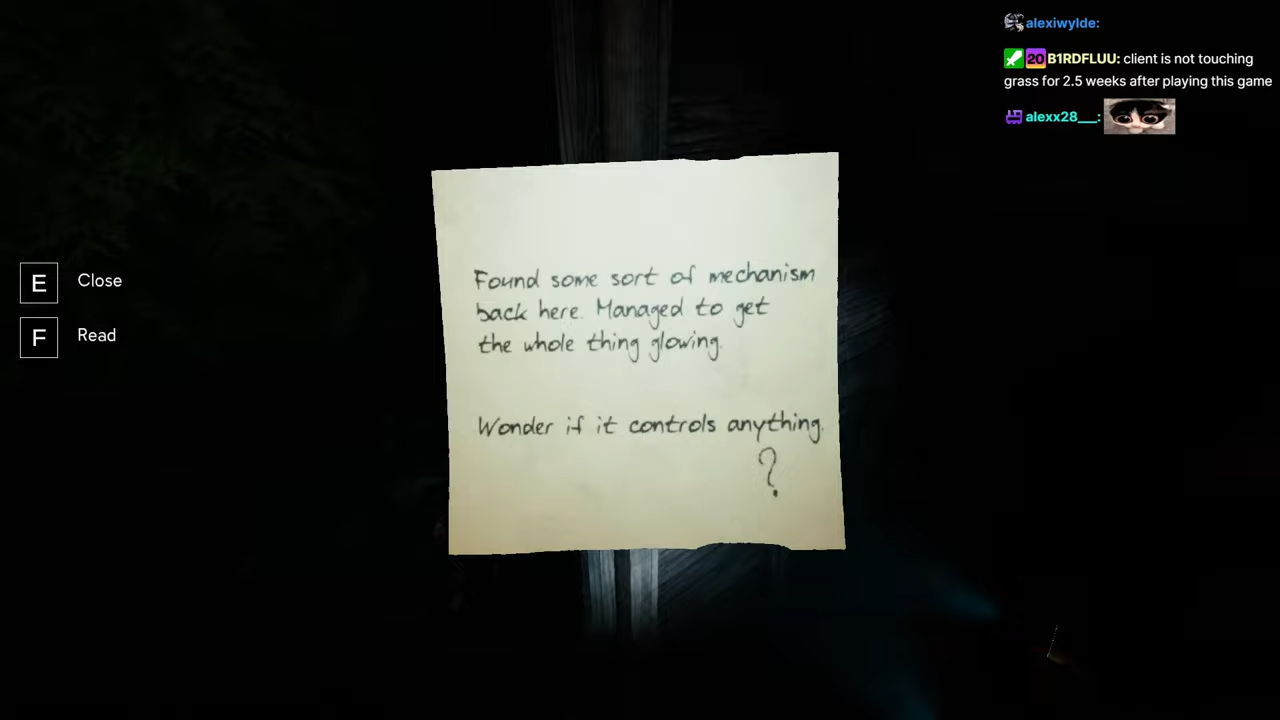 alexiwylde:
20 B1RDFLUU: client is not touching
grass for 2.5 weeks after playing this game
alexx28___:
Found some sort of mechanism
back here. Managed to get
the whole thing glowing.
Wonder if it controls anything.
?
E Close
F Read